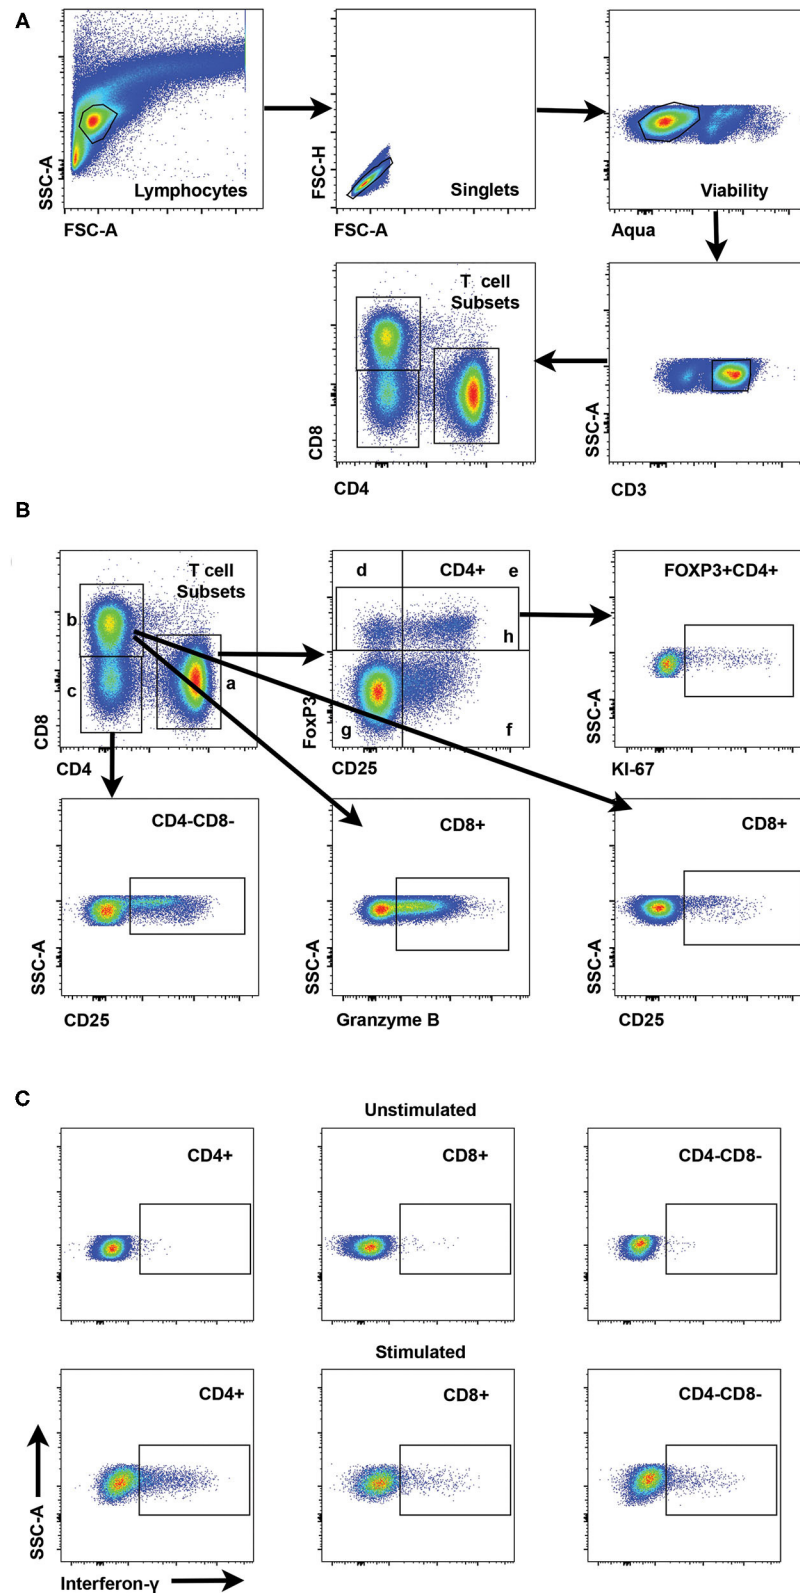 A
SSC-A
Lymphocytes
FSC-A
FSC-H
Singlets
FSC-A
Viability
Aqua
T cell
Subsets
CD8
CD4
SSC-A
CD3
B
T cell
Subsets
b
c
a
CD8
CD4
d
CD4+
e
h
g
f
FoxP3
CD25
FOXP3+CD4+
SSC-A
KI-67
CD4-CD8-
SSC-A
CD25
CD8+
SSC-A
Granzyme B
CD8+
SSC-A
CD25
C
Unstimulated
CD4+
CD8+
CD4-CD8-
Stimulated
CD4+
CD8+
CD4-CD8-
SSC-A
Interferon-γ